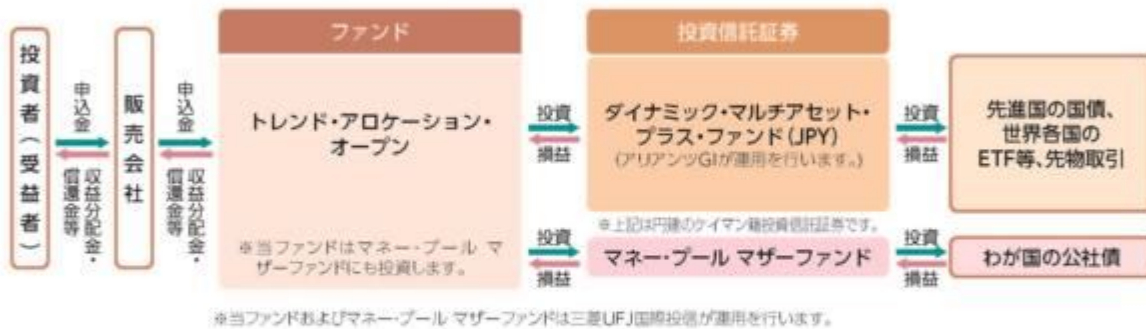 ファンド
投資信託証券
投資者(受益者)
申込金
収益分配金・
償還金等
販売会社
申込金
収益分配金・
償還金等
トレンド・アロケーション・
オープン
※当ファンドはマネー・プール マ
ザーファンドにも投資します。
投資
損益
ダイナミック・マルチアセット・
プラス・ファンド(JPY)
(アリアンツGIが運用を行います。)
※上記は円建のケイマン籍投資信託証券です。
投資
損益
先進国の国債、
世界各国の
ETF等、先物取引
投資
損益
マネー・プール マザーファンド
投資
損益
わが国の公社債
※当ファンドおよびマネー・プール マザーファンドは三菱UFJ国際投信が運用を行います。